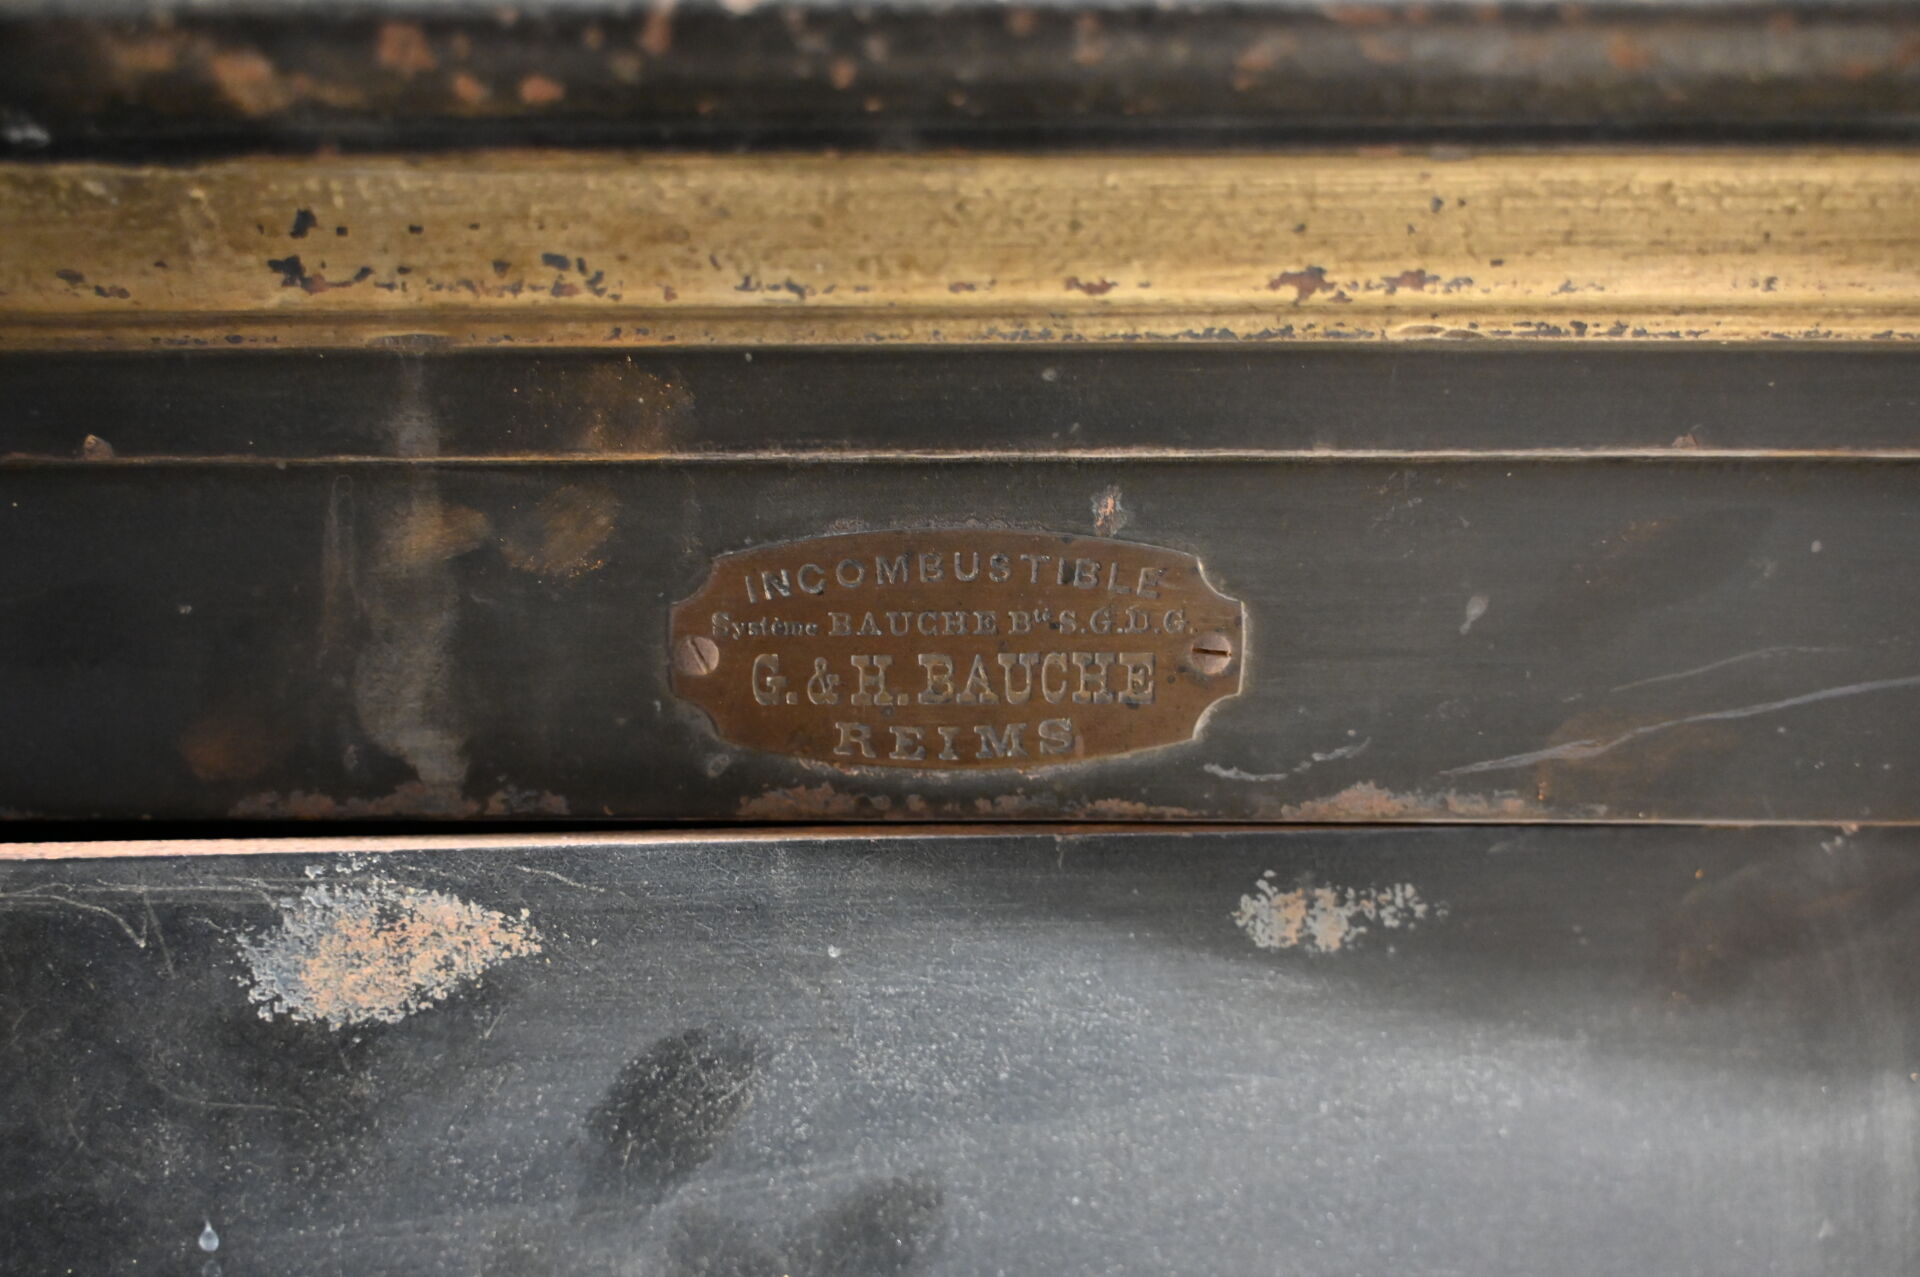 INCOMBUSTIBLE
Système BAUCHE Bté S.G.D.G.
G. & H. BAUCHE
REIMS